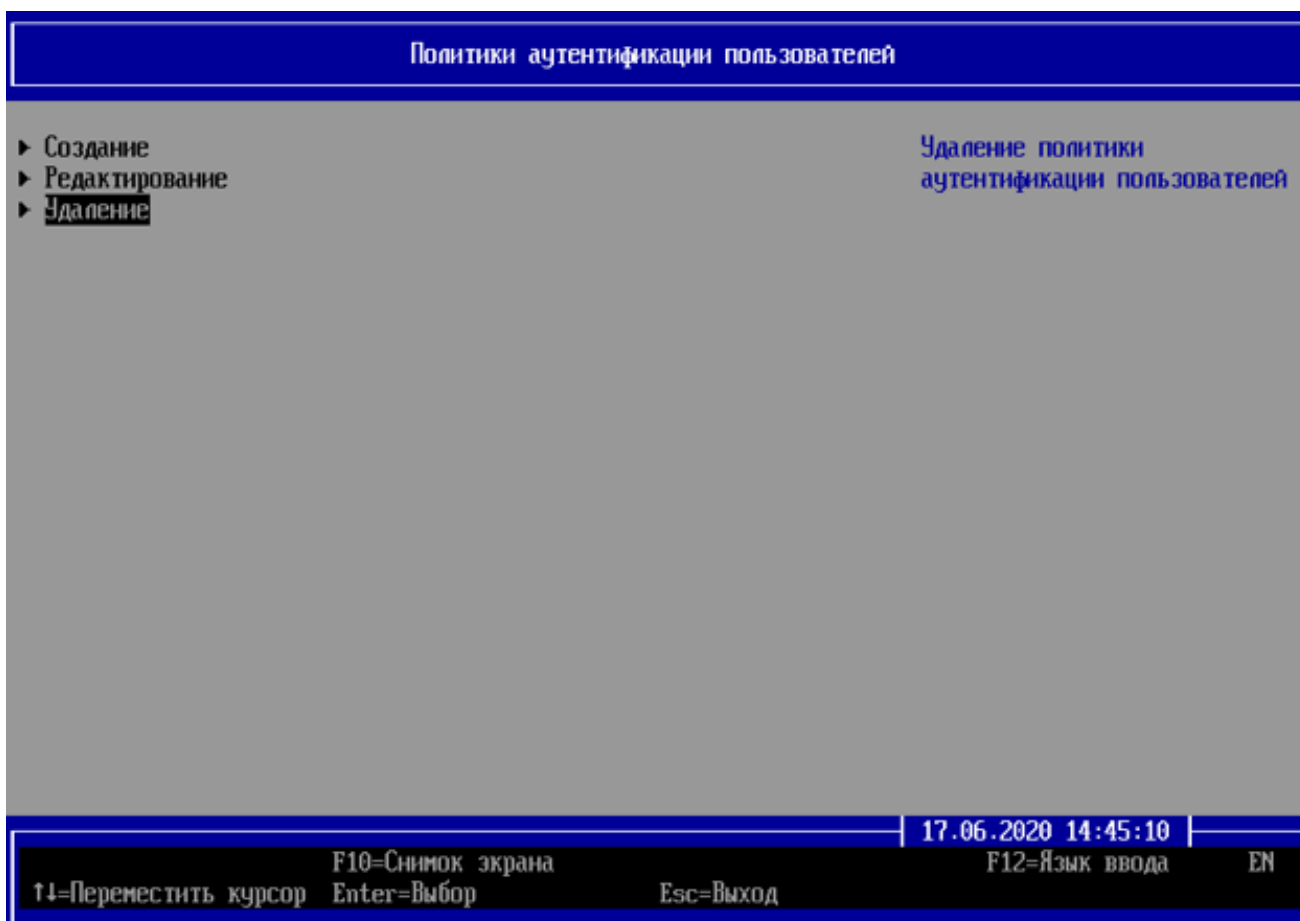 Политики аутентификации пользователей
▶ Создание
▶ Редактирование
▶ Удаление
Удаление политики
аутентификации пользователей
17.06.2020 14:45:10
F10=Снимок экрана F12=Язык ввода EN
↑↓=Переместить курсор Enter=Выбор Esc=Выход